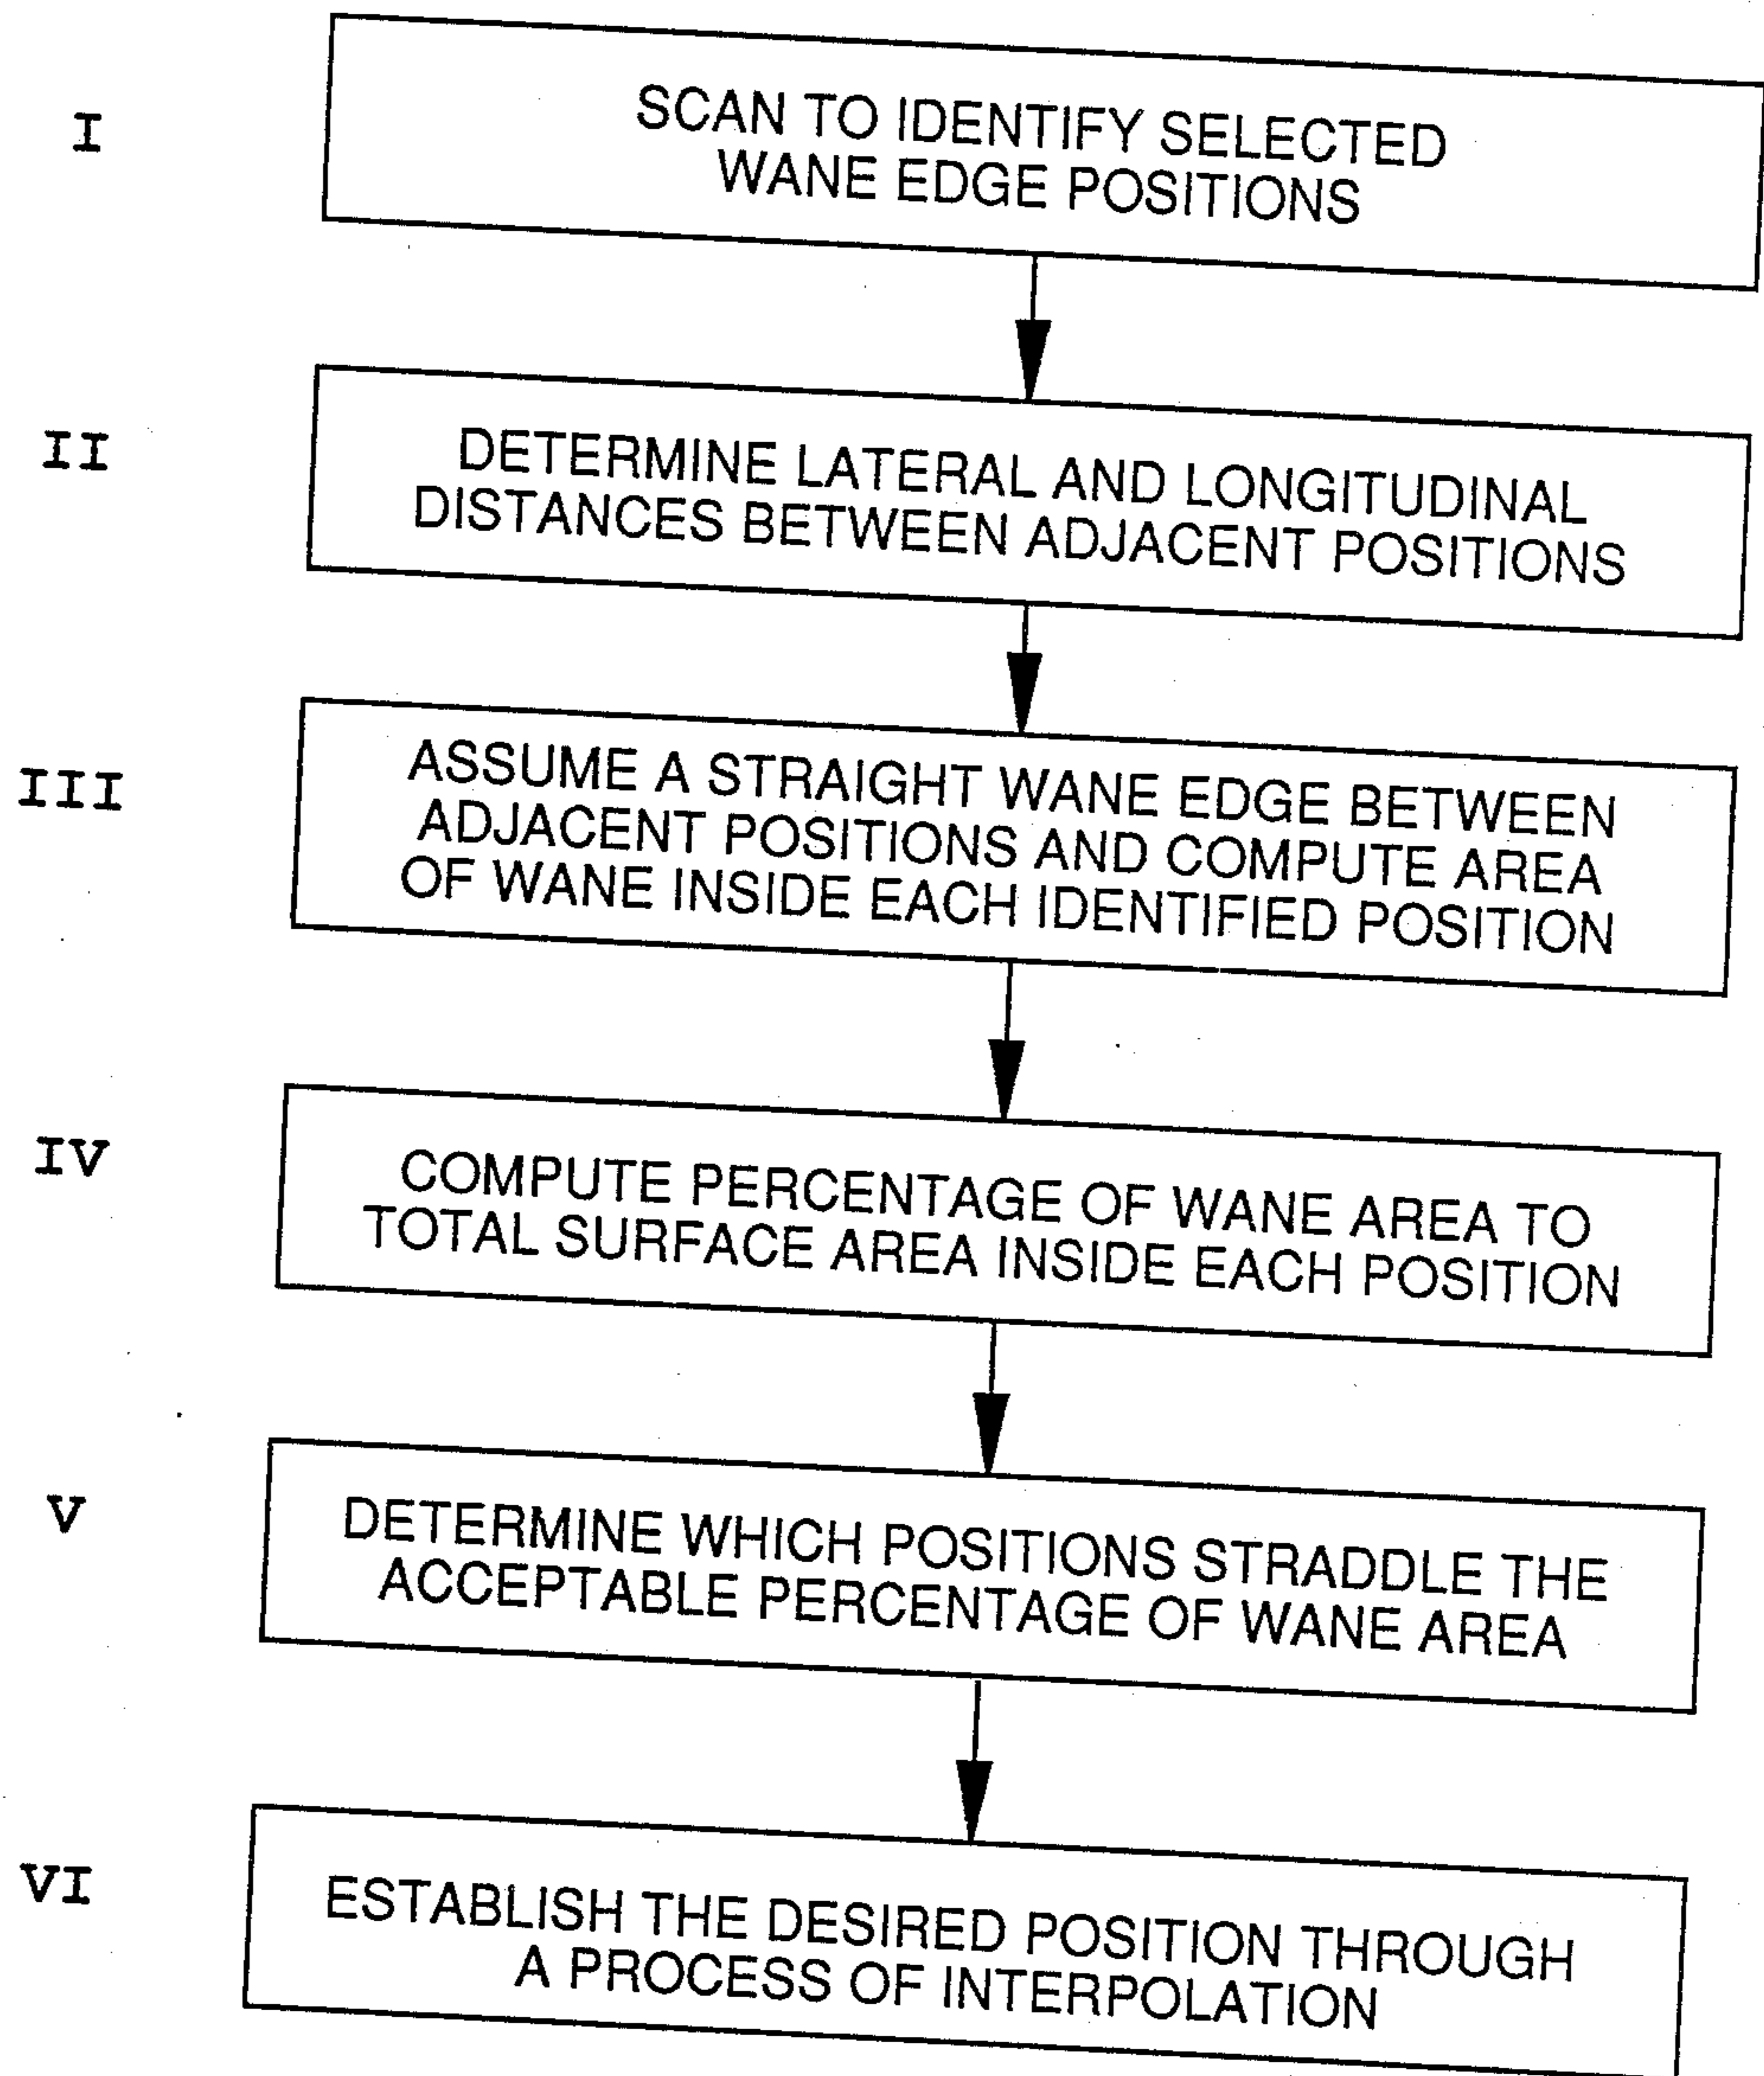 I
SCAN TO IDENTIFY SELECTED
WANE EDGE POSITIONS
II
DETERMINE LATERAL AND LONGITUDINAL
DISTANCES BETWEEN ADJACENT POSITIONS
III
ASSUME A STRAIGHT WANE EDGE BETWEEN
ADJACENT POSITIONS AND COMPUTE AREA
OF WANE INSIDE EACH IDENTIFIED POSITION
IV
COMPUTE PERCENTAGE OF WANE AREA TO
TOTAL SURFACE AREA INSIDE EACH POSITION
V
DETERMINE WHICH POSITIONS STRADDLE THE
ACCEPTABLE PERCENTAGE OF WANE AREA
VI
ESTABLISH THE DESIRED POSITION THROUGH
A PROCESS OF INTERPOLATION